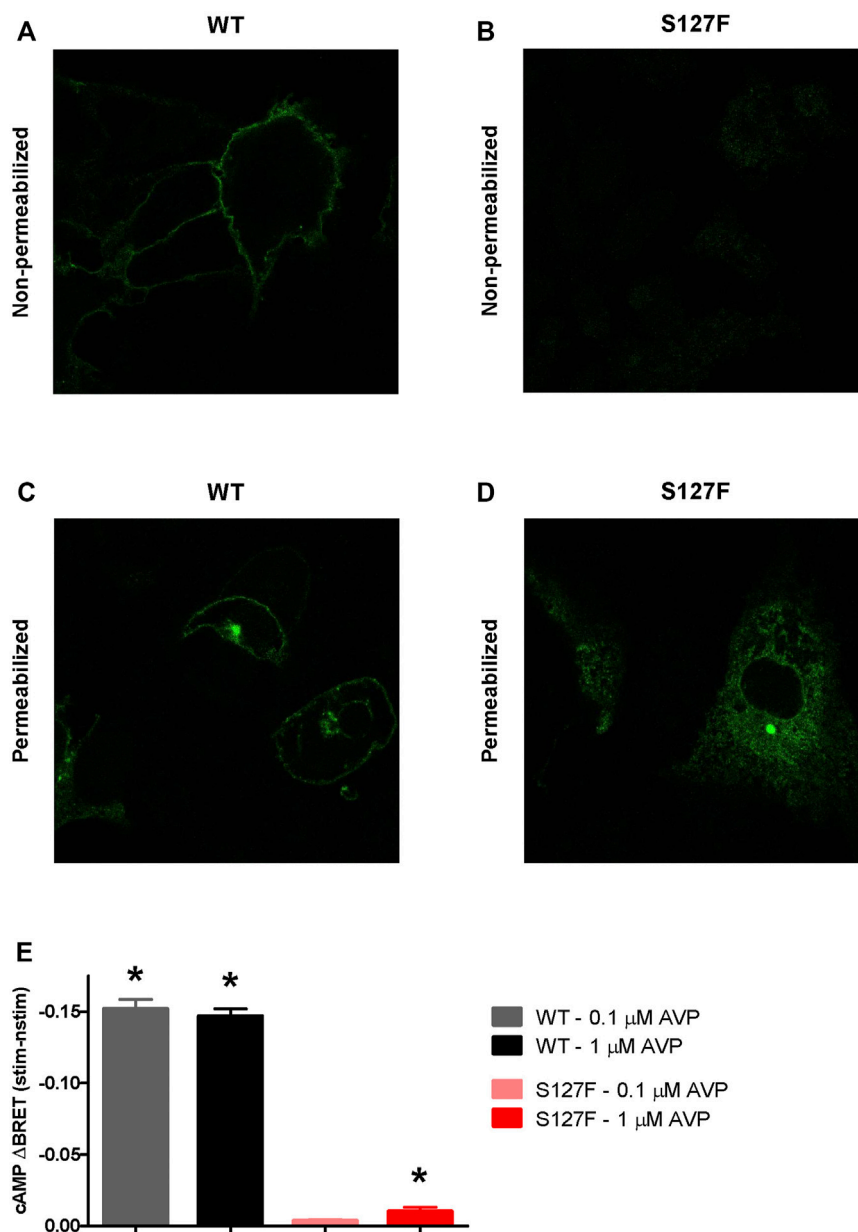 A
WT
B
S127F
Non-permeabilized
Non-permeabilized
C
WT
D
S127F
Permeabilized
Permeabilized
E
cAMP ΔBRET (stim-nstim)
-0.15
-0.10
-0.05
0.00
*
*
*
WT - 0.1 μM AVP
WT - 1 μM AVP
S127F - 0.1 μM AVP
S127F - 1 μM AVP